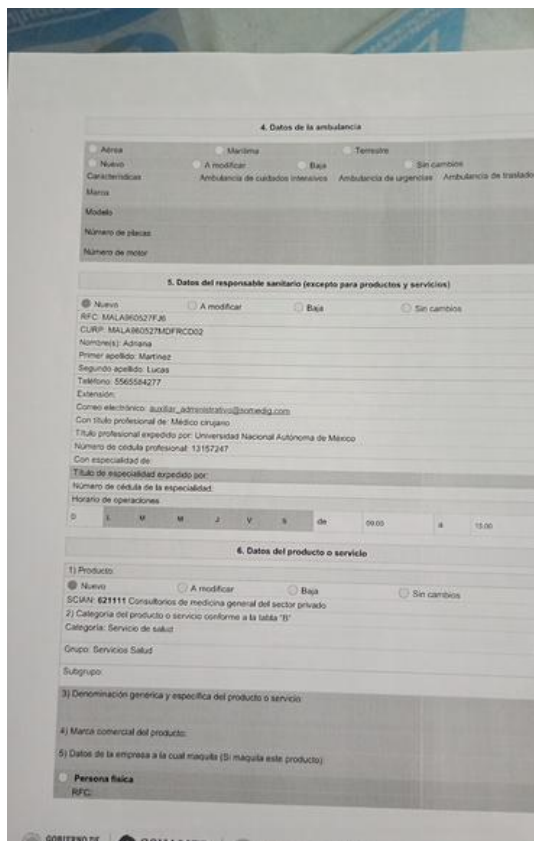 4. Datos de la ambulancia
Aérea Marítima Terrestre
Nuevo A modificar Baja Sin cambios
Características Ambulancia de cuidados intensivos Ambulancia de urgencias Ambulancia de traslado
Marca
Modelo
Número de placas
Número de motor
5. Datos del responsable sanitario (excepto para productos y servicios)
Nuevo A modificar Baja Sin cambios
RFC: MALA960527FJ6
CURP: MALA960527MDFRCD02
Nombre(s): Adriana
Primer apellido: Martínez
Segundo apellido: Lucas
Teléfono: 5565584277
Extensión:
Correo electrónico: auxiliar_administrativo@somedig.com
Con título profesional de: Médico cirujano
Título profesional expedido por: Universidad Nacional Autónoma de México
Número de cédula profesional: 13157247
Con especialidad de:
Título de especialidad expedido por:
Número de cédula de la especialidad:
Horario de operaciones
D L M M J V S de 09:00 a 15:00
6. Datos del producto o servicio
1) Producto:
Nuevo A modificar Baja Sin cambios
SCIAN: 621111 Consultorios de medicina general del sector privado
2) Categoría del producto o servicio conforme a la tabla "B"
Categoría: Servicio de salud
Grupo: Servicios Salud
Subgrupo:
3) Denominación genérica y específica del producto o servicio:
4) Marca comercial del producto:
5) Datos de la empresa a la cual maquila (Si maquila este producto):
Persona física
RFC:
GOBIERNO DE